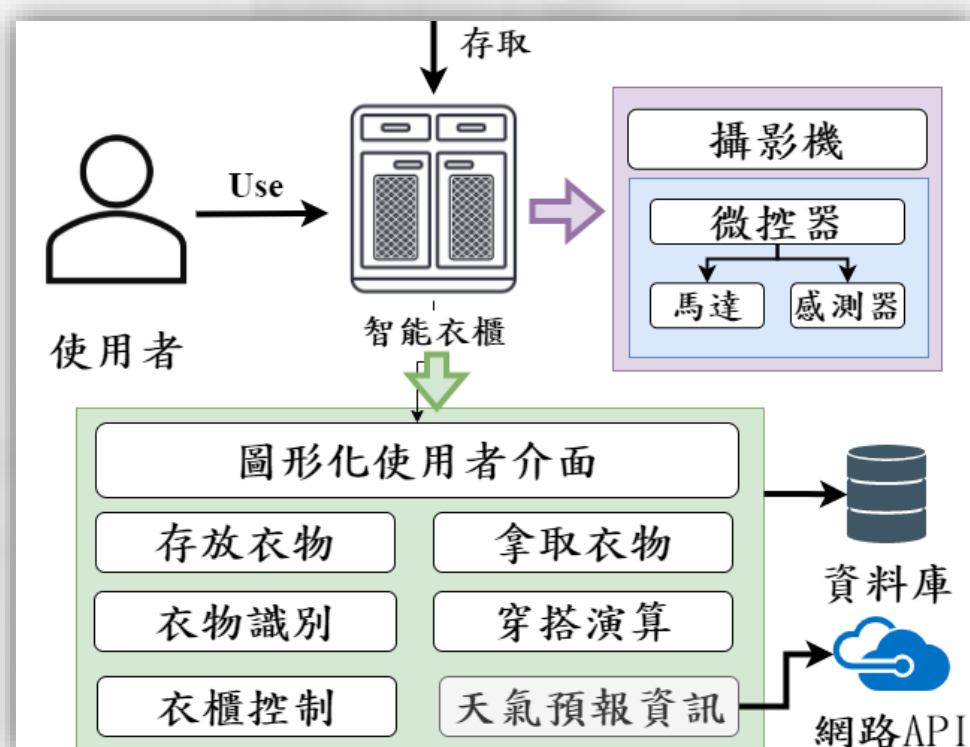 存取
Use
使用者
智能衣櫃
攝影機
微控器
馬達
感測器
圖形化使用者介面
存放衣物
拿取衣物
衣物識別
穿搭演算
衣櫃控制
天氣預報資訊
資料庫
網路API